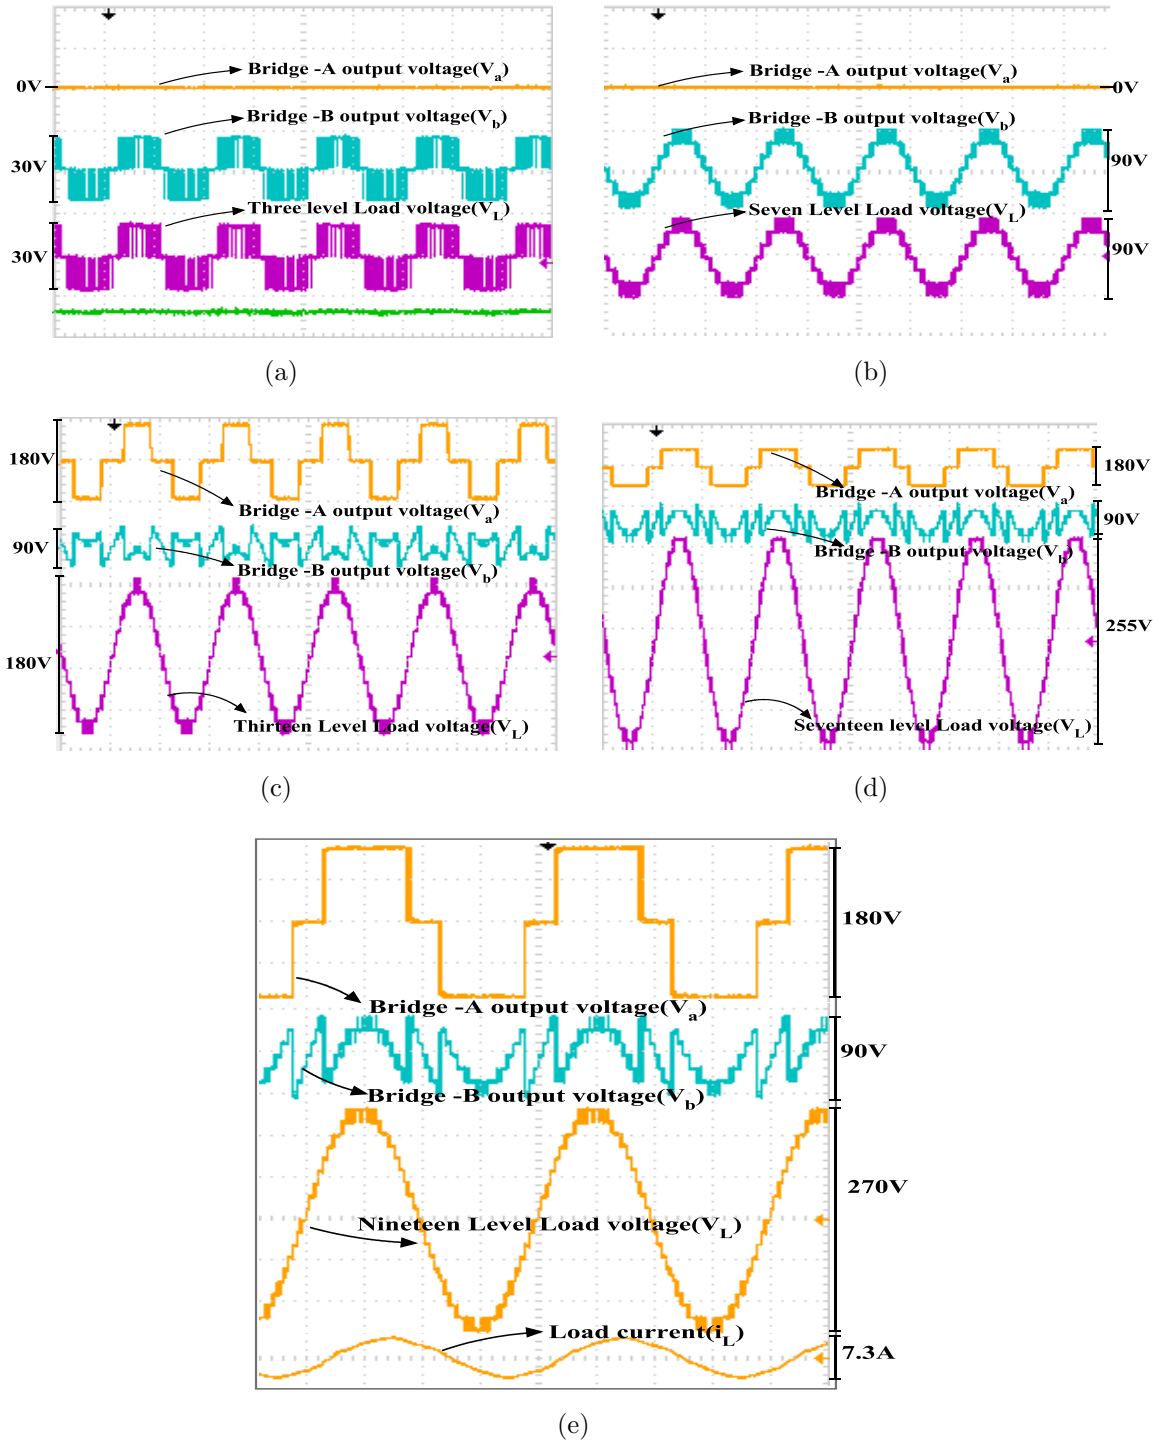 Bridge -A output voltage(Va)
0V
Bridge -B output voltage(Vb)
30V
Three level Load voltage(VL)
30V
(a)
Bridge -A output voltage(Va)
0V
Bridge -B output voltage(Vb)
90V
Seven Level Load voltage(VL)
90V
(b)
180V
Bridge -A output voltage(Va)
90V
Bridge -B output voltage(Vb)
180V
Thirteen Level Load voltage(VL)
(c)
180V
Bridge -A output voltage(Va)
90V
Bridge -B output voltage(Vb)
255V
Seventeen level Load voltage(VL)
(d)
180V
Bridge -A output voltage(Va)
90V
Bridge -B output voltage(Vb)
270V
Nineteen Level Load voltage(VL)
Load current(iL)
7.3A
(e)